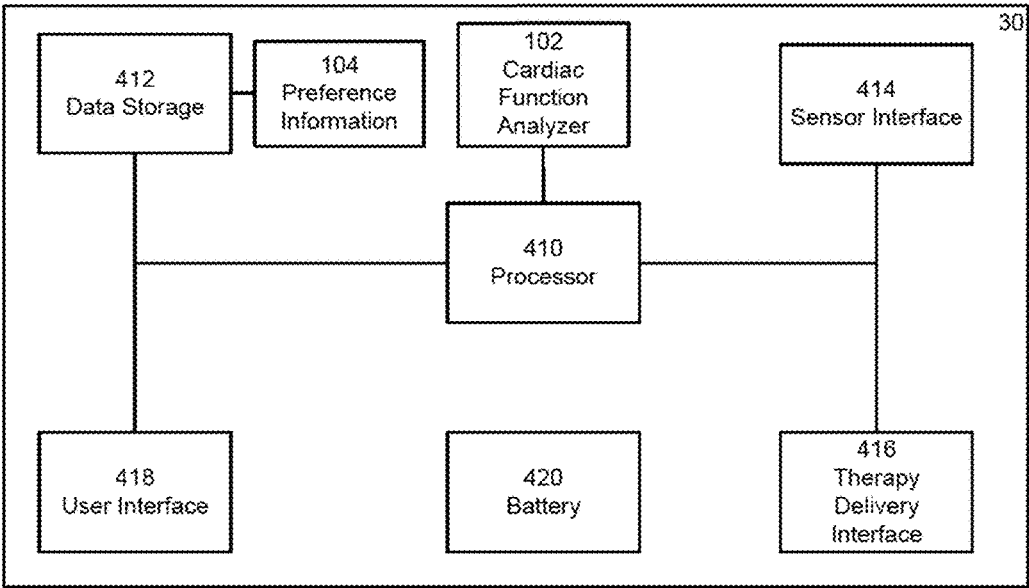 30
412
Data Storage
104
Preference
Information
102
Cardiac
Function
Analyzer
414
Sensor Interface
410
Processor
418
User Interface
420
Battery
416
Therapy
Delivery
Interface